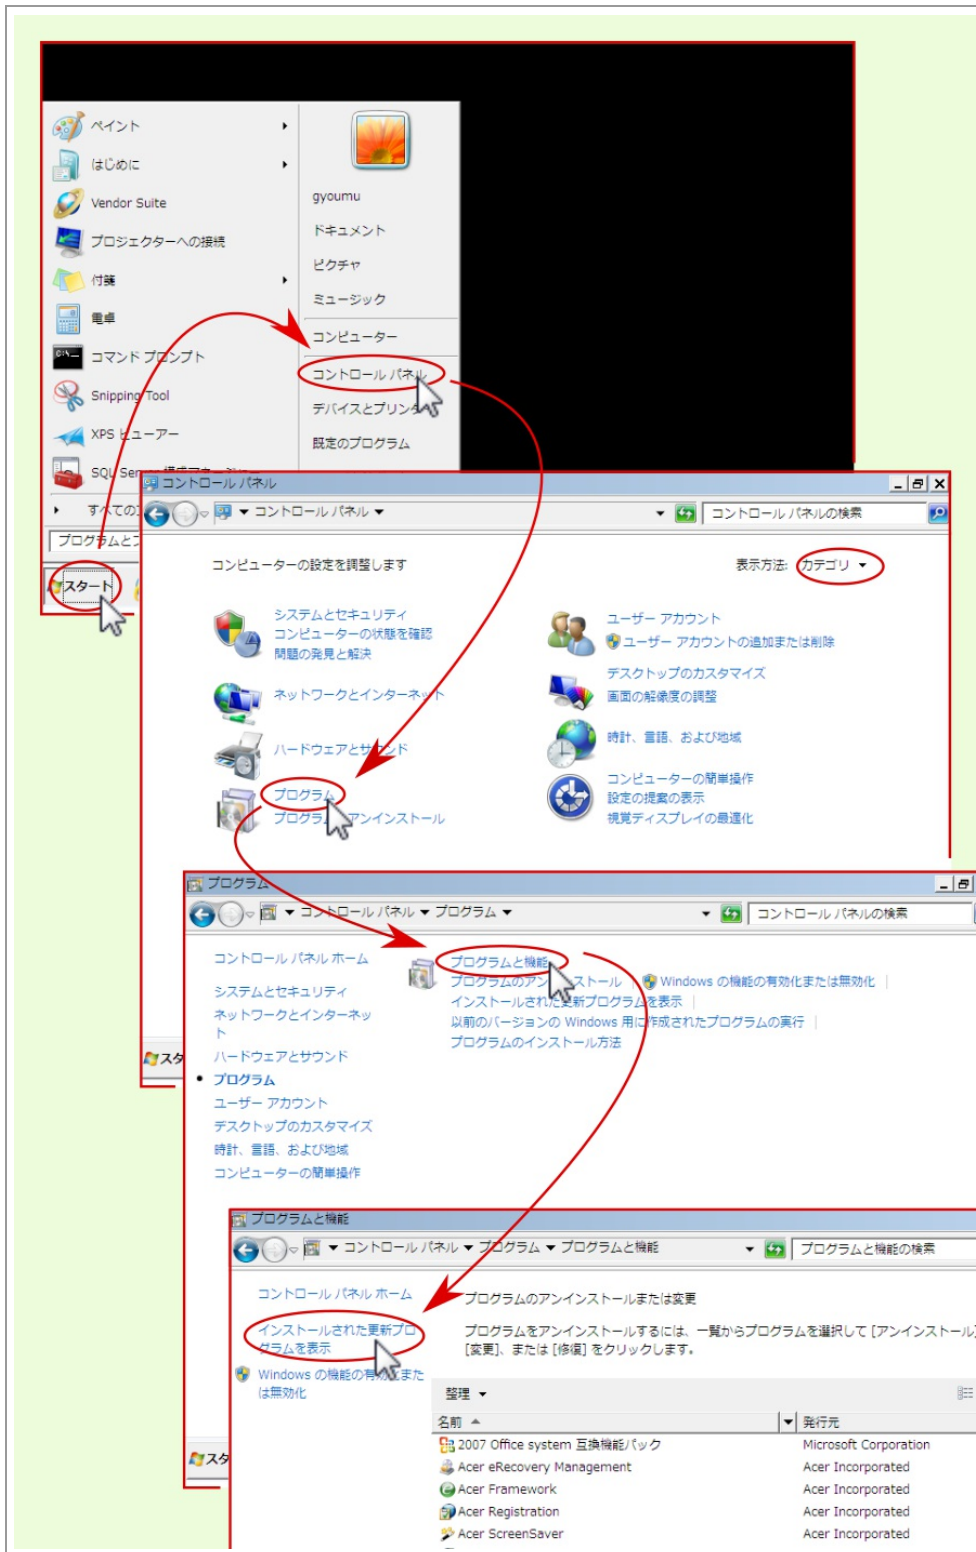 ペイント
はじめに
Vendor Suite
プロジェクターへの接続
付箋
電卓
コマンド プロンプト
Snipping Tool
XPS ビューアー
SQL Server
すべての
プログラムと
スタート
gyoumu
ドキュメント
ピクチャ
ミュージック
コンピューター
コントロール パネル
デバイスとプリンタ
既定のプログラム
コントロール パネル
コントロール パネル
コントロール パネルの検索
コンピューターの設定を調整します
表示方法: カテゴリ
システムとセキュリティ
コンピューターの状態を確認
問題の発見と解決
ネットワークとインターネット
ハードウェアとサウンド
プログラム
プログラムのアンインストール
ユーザー アカウント
ユーザー アカウントの追加または削除
デスクトップのカスタマイズ
画面の解像度の調整
時計、言語、および地域
コンピューターの簡単操作
設定の提案の表示
視覚ディスプレイの最適化
スタ
プログラム
コントロール パネル プログラム
コントロール パネルの検索
コントロール パネル ホーム
システムとセキュリティ
ネットワークとインターネッ
ト
ハードウェアとサウンド
プログラム
ユーザー アカウント
デスクトップのカスタマイズ
時計、言語、および地域
コンピューターの簡単操作
プログラムと機能
プログラムのアンインストール Windows の機能の有効化または無効化
インストールされた更新プログラムを表示
以前のバージョンの Windows 用に作成されたプログラムの実行
プログラムのインストール方法
スタ
プログラムと機能
コントロール パネル プログラム プログラムと機能
プログラムと機能の検索
コントロール パネル ホーム
インストールされた更新プロ
グラムを表示
Windows の機能の有効化また
は無効化
プログラムのアンインストールまたは変更
プログラムをアンインストールするには、一覧からプログラムを選択して [アンインストール]
[変更]、または [修復] をクリックします。
整理
名前 発行元
2007 Office system 互換機能パック Microsoft Corporation
Acer eRecovery Management Acer Incorporated
Acer Framework Acer Incorporated
Acer Registration Acer Incorporated
Acer ScreenSaver Acer Incorporated